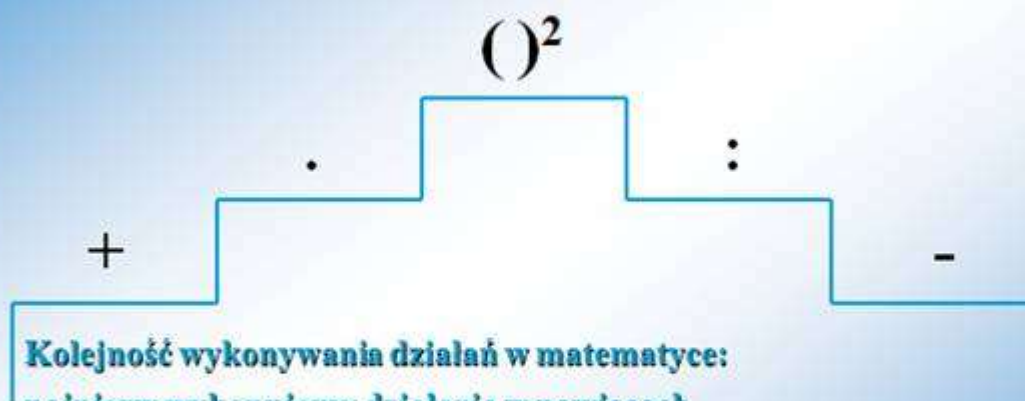 ( )²
· :
+ -
Kolejność wykonywania działań w matematyce: